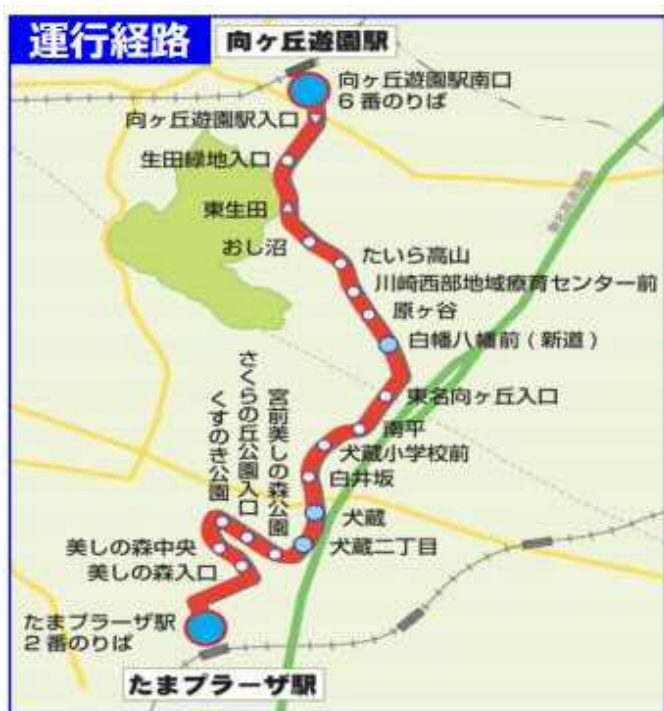 運行経路
向ヶ丘遊園駅
向ヶ丘遊園駅南口
6番のりば
向ヶ丘遊園駅入口
生田緑地入口
東生田
おし沼
たいら高山
川崎西部地域療育センター前
原ヶ谷
白幡八幡前(新道)
東名向ヶ丘入口
南平
犬蔵小学校前
白井坂
犬蔵
犬蔵二丁目
宮前美しの森公園
さくらの丘公園入口
くすのき公園
美しの森中央
美しの森入口
たまプラーザ駅
2番のりば
たまプラーザ駅